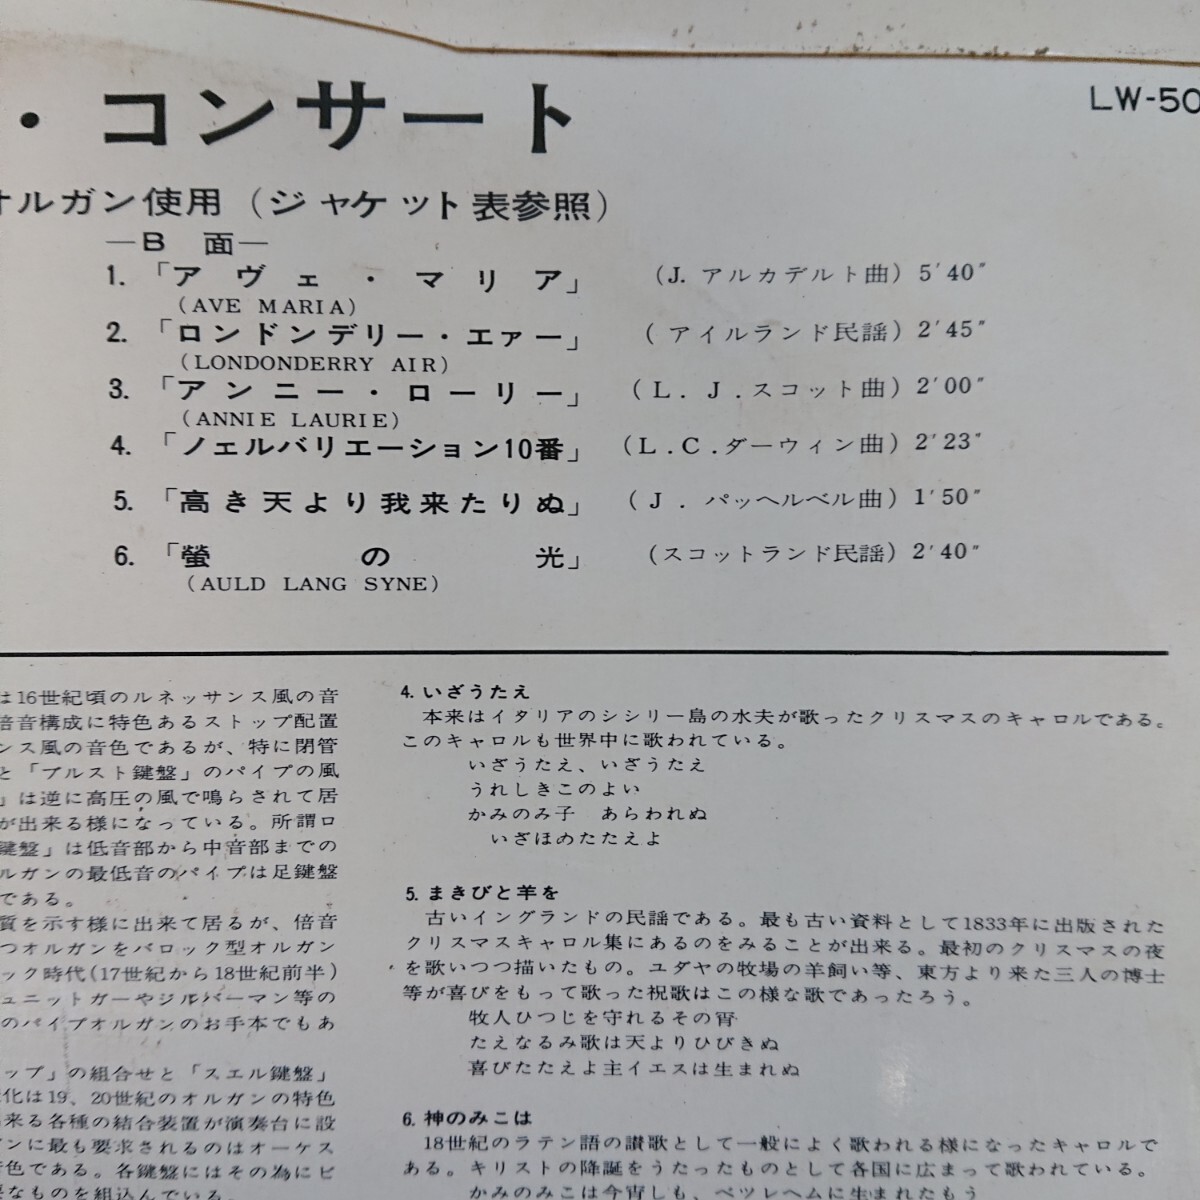 ・コンサート
LW-50
オルガン使用(ジャケット表参照)
—B 面—
1.「アヴェ・マリア」 (J. アルカデルト曲) 5′40″
(AVE MARIA)
2.「ロンドンデリー・エァー」 (アイルランド民謡) 2′45″
(LONDONDERRY AIR)
3.「アンニー・ローリー」 (L.J.スコット曲) 2′00″
(ANNIE LAURIE)
4.「ノェルバリエーション10番」 (L.C.ダーウィン曲) 2′23″
5.「高き天より我来たりぬ」 (J.パッヘルベル曲) 1′50″
6.「螢の光」 (スコットランド民謡) 2′40″
(AULD LANG SYNE)
は16世紀頃のルネッサンス風の音
倍音構成に特色あるストップ配置
ンス風の音色であるが、特に閉管
と「ブルスト鍵盤」のパイプの風
」は逆に高圧の風で鳴らされて居
が出来る様になっている。所謂ロ
鍵盤」は低音部から中音部までの
ルガンの最低音のパイプは足鍵盤
である。
質を示す様に出来て居るが、倍音
つオルガンをバロック型オルガン
ック時代(17世紀から18世紀前半)
ュニットガーやジルバーマン等の
のパイプオルガンのお手本でもあ
ップ」の組合せと「スエル鍵盤」
化は19、20世紀のオルガンの特色
来る各種の結合装置が演奏台に設
ガンに最も要求されるのはオーケス
色である。各鍵盤にはその為にピ
なものを組込んでいる。
4. いざうたえ
本来はイタリアのシシリー島の水夫が歌ったクリスマスのキャロルである。
このキャロルも世界中に歌われている。
いざうたえ、いざうたえ
うれしきこのよい
かみのみ子 あらわれぬ
いざほめたたえよ
5. まきびと羊を
古いイングランドの民謡である。最も古い資料として1833年に出版された
クリスマスキャロル集にあるのをみることが出来る。最初のクリスマスの夜
を歌いつつ描いたもの。ユダヤの牧場の羊飼い等、東方より来た三人の博士
等が喜びをもって歌った祝歌はこの様な歌であったろう。
牧人ひつじを守れるその宵
たえなるみ歌は天よりひびきぬ
喜びたたえよ主イエスは生まれぬ
6. 神のみこは
18世紀のラテン語の讃歌として一般によく歌われる様になったキャロルで
ある。キリストの降誕をうたったものとして各国に広まって歌われている。
かみのみこは今宵しも、ベツレヘムに生まれたもう